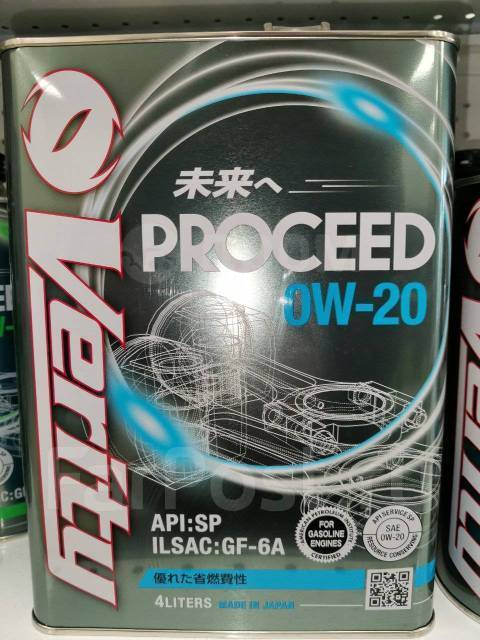 Verity
未来へ
PROCEED
0W-20
API:SP
ILSAC:GF-6A
AMERICAN PETROLEUM INSTITUTE
FOR
GASOLINE
ENGINES
CERTIFIED
API SERVICE SP
SAE
0W-20
RESOURCE CONSERVING
優れた省燃費性
4LITERS MADE IN JAPAN